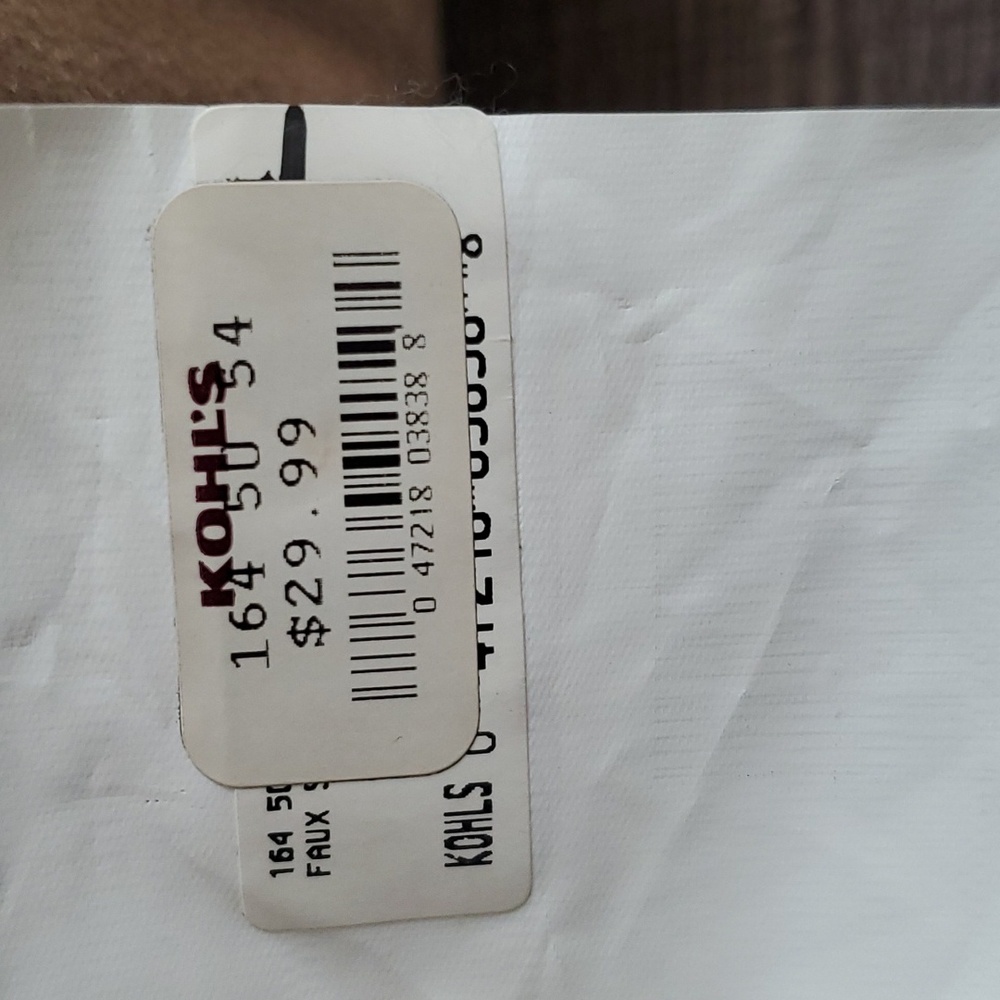 KOHL'S
164 50 54
$29.99
0 47218 03838 8
164 50
FAUX
KOHLS